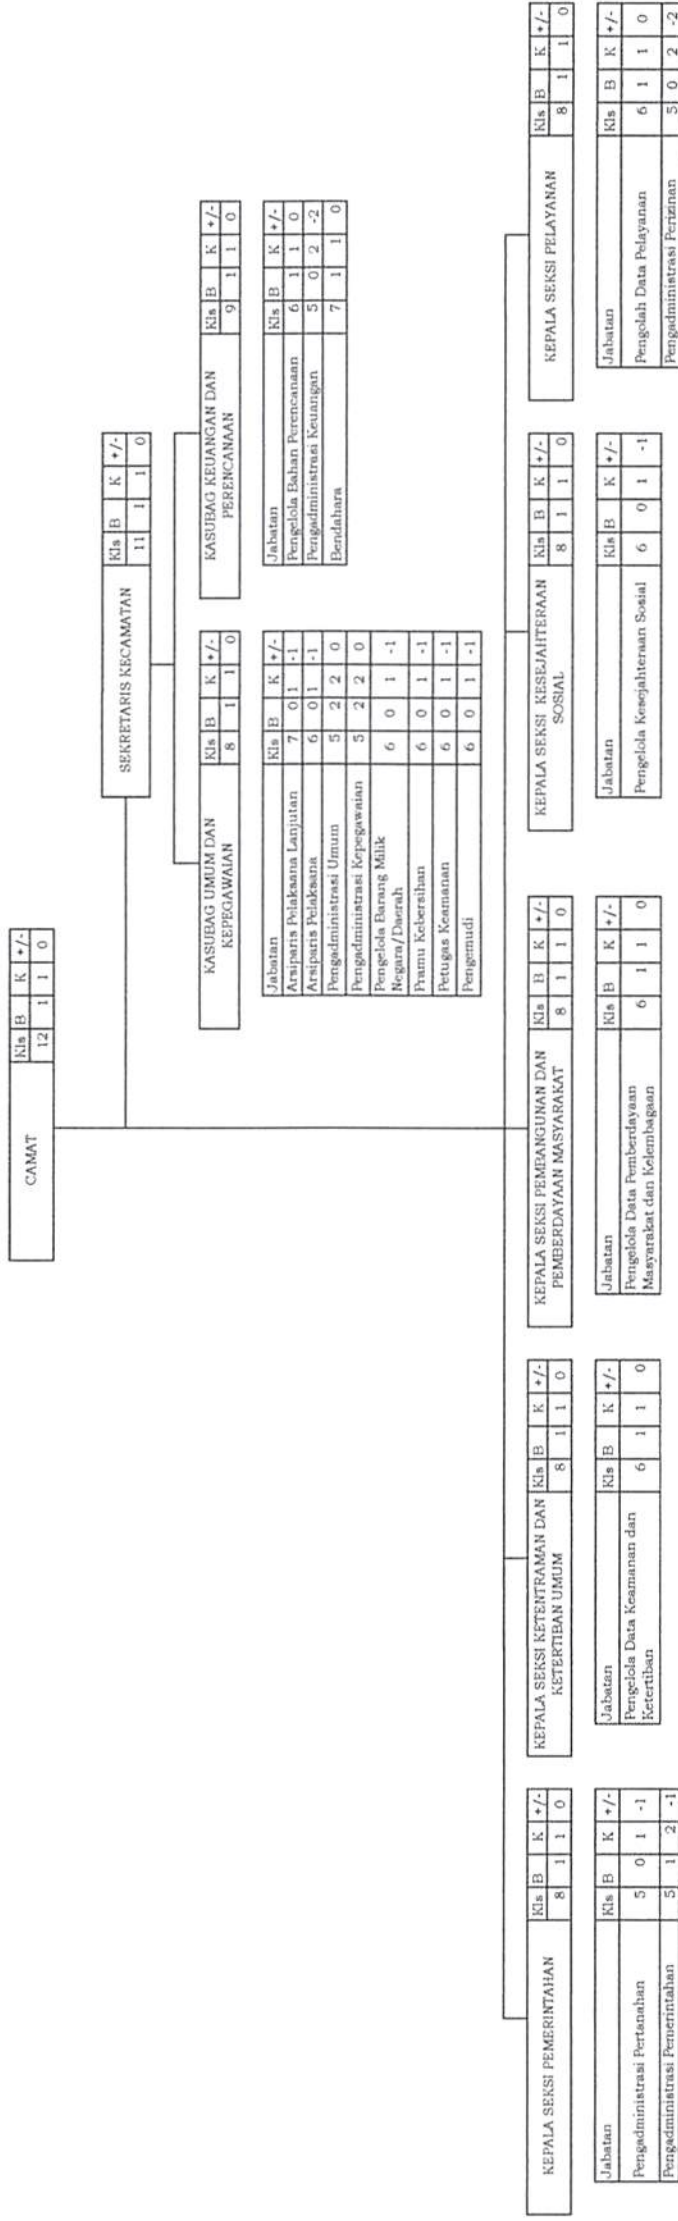 CAMAT
Kls B K +/-
12 1 1 0
SEKRETARIS KECAMATAN
Kls B K +/-
11 1 1 0
KASUBAG UMUM DAN
KEPEGAWAIAN
Kls B K +/-
8 1 1 0
Jabatan Kls B K +/-
Arsiparis Pelaksana Lanjutan 7 0 1 -1
Arsiparis Pelaksana 6 0 1 -1
Pengadministrasi Umum 5 2 2 0
Pengadministrasi Kepegawaian 5 2 2 0
Pengelola Barang Milik
Negara/Daerah 6 0 1 -1
Pramu Kebersihan 6 0 1 -1
Petugas Keamanan 6 0 1 -1
Pengemudi 6 0 1 -1
KASUBAG KEUANGAN DAN
PERENCANAAN
Kls B K +/-
9 1 1 0
Jabatan Kls B K +/-
Pengelola Bahan Perencanaan 6 1 1 0
Pengadministrasi Keuangan 5 0 2 -2
Bendahara 7 1 1 0
KEPALA SEKSI PEMERINTAHAN
Kls B K +/-
8 1 1 0
Jabatan Kls B K +/-
Pengadministrasi Pertanahan 5 0 1 -1
Pengadministrasi Pemerintahan 5 1 2 -1
KEPALA SEKSI KETENTRAMAN DAN
KETERTIBAN UMUM
Kls B K +/-
8 1 1 0
Jabatan Kls B K +/-
Pengelola Data Keamanan dan
Ketertiban 6 1 1 0
KEPALA SEKSI PEMBANGUNAN DAN
PEMBERDAYAAN MASYARAKAT
Kls B K +/-
8 1 1 0
Jabatan Kls B K +/-
Pengelola Data Pemberdayaan
Masyarakat dan Kelembagaan 6 1 1 0
KEPALA SEKSI KESEJAHTERAAN
SOSIAL
Kls B K +/-
8 1 1 0
Jabatan Kls B K +/-
Pengelola Kesejahteraan Sosial 6 0 1 -1
KEPALA SEKSI PELAYANAN
Kls B K +/-
8 1 1 0
Jabatan Kls B K +/-
Pengolah Data Pelayanan 6 1 1 0
Pengadministrasi Perizinan 5 0 2 -2